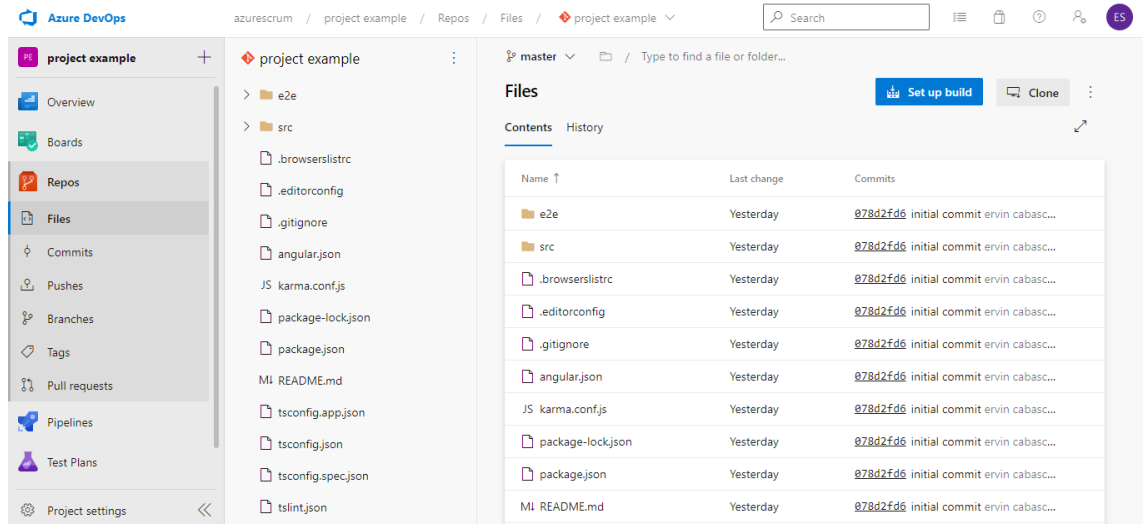 Azure DevOps
azurescrum / project example / Repos / Files / project example
Search
ES
PE project example
Overview
Boards
Repos
Files
Commits
Pushes
Branches
Tags
Pull requests
Pipelines
Test Plans
Project settings
project example
e2e
src
.browserslistrc
.editorconfig
.gitignore
angular.json
JS karma.conf.js
package-lock.json
package.json
M↓ README.md
tsconfig.app.json
tsconfig.json
tsconfig.spec.json
tslint.json
master / Type to find a file or folder...
Files
Set up build
Clone
Contents History
Name ↑ Last change Commits
e2e Yesterday 078d2fd6 initial commit ervin cabasc...
src Yesterday 078d2fd6 initial commit ervin cabasc...
.browserslistrc Yesterday 078d2fd6 initial commit ervin cabasc...
.editorconfig Yesterday 078d2fd6 initial commit ervin cabasc...
.gitignore Yesterday 078d2fd6 initial commit ervin cabasc...
angular.json Yesterday 078d2fd6 initial commit ervin cabasc...
JS karma.conf.js Yesterday 078d2fd6 initial commit ervin cabasc...
package-lock.json Yesterday 078d2fd6 initial commit ervin cabasc...
package.json Yesterday 078d2fd6 initial commit ervin cabasc...
M↓ README.md Yesterday 078d2fd6 initial commit ervin cabasc...